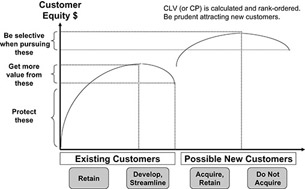 Customer
Equity $
CLV (or CP) is calculated and rank-ordered.
Be prudent attracting new customers.
Be selective
when pursuing
these
Get more
value from
these
Protect
these
Existing Customers
Possible New Customers
Retain
Develop,
Streamline
Acquire,
Retain
Do Not
Acquire